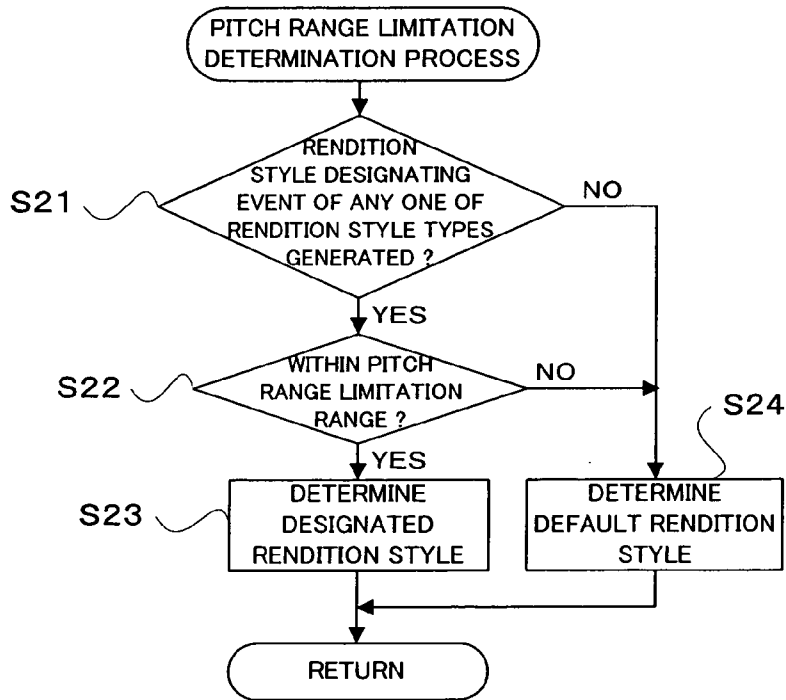 PITCH RANGE LIMITATION
DETERMINATION PROCESS
RENDITION
STYLE DESIGNATING
EVENT OF ANY ONE OF
RENDITION STYLE TYPES
GENERATED ?
S21
NO
YES
WITHIN PITCH
RANGE LIMITATION
RANGE ?
S22
NO
YES
S24
S23
DETERMINE
DESIGNATED
RENDITION STYLE
DETERMINE
DEFAULT RENDITION
STYLE
RETURN